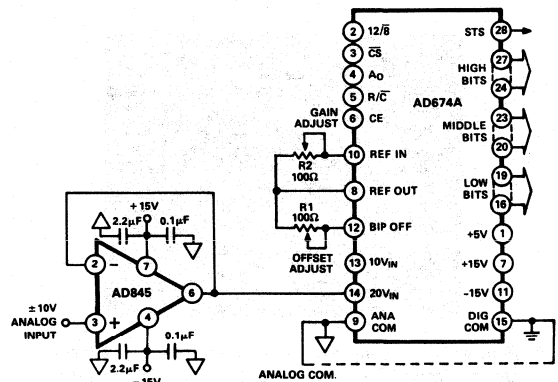 2 12/8̅ STS 28
3 C̅S̅ 27
4 A₀ HIGH BITS
5 R/C̅ 24
GAIN ADJUST 6 CE AD674A 23
MIDDLE BITS
R2 100Ω 10 REF IN 20
8 REF OUT 19
LOW BITS
R1 100Ω 12 BIP OFF 16
OFFSET ADJUST
+5V 1
13 10VIN +15V 7
14 20VIN -15V 11
9 ANA COM DIG COM 15
ANALOG COM.
+15V
2.2μF 0.1μF
2 - 7
AD845 6
±10V ANALOG INPUT 3 + 4
0.1μF
2.2μF
-15V